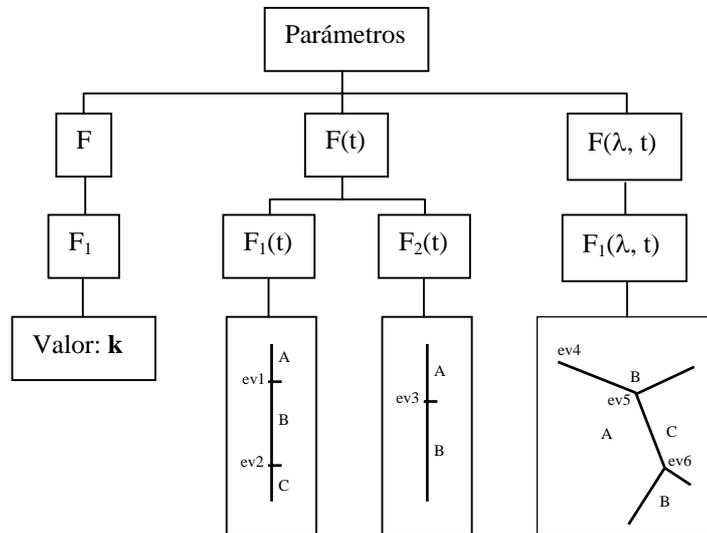 Parámetros
F
F(t)
F(λ, t)
F₁
F₁(t)
F₂(t)
F₁(λ, t)
Valor: k
A
ev1
B
ev2
C
A
ev3
B
ev4
B
ev5
A
C
ev6
B